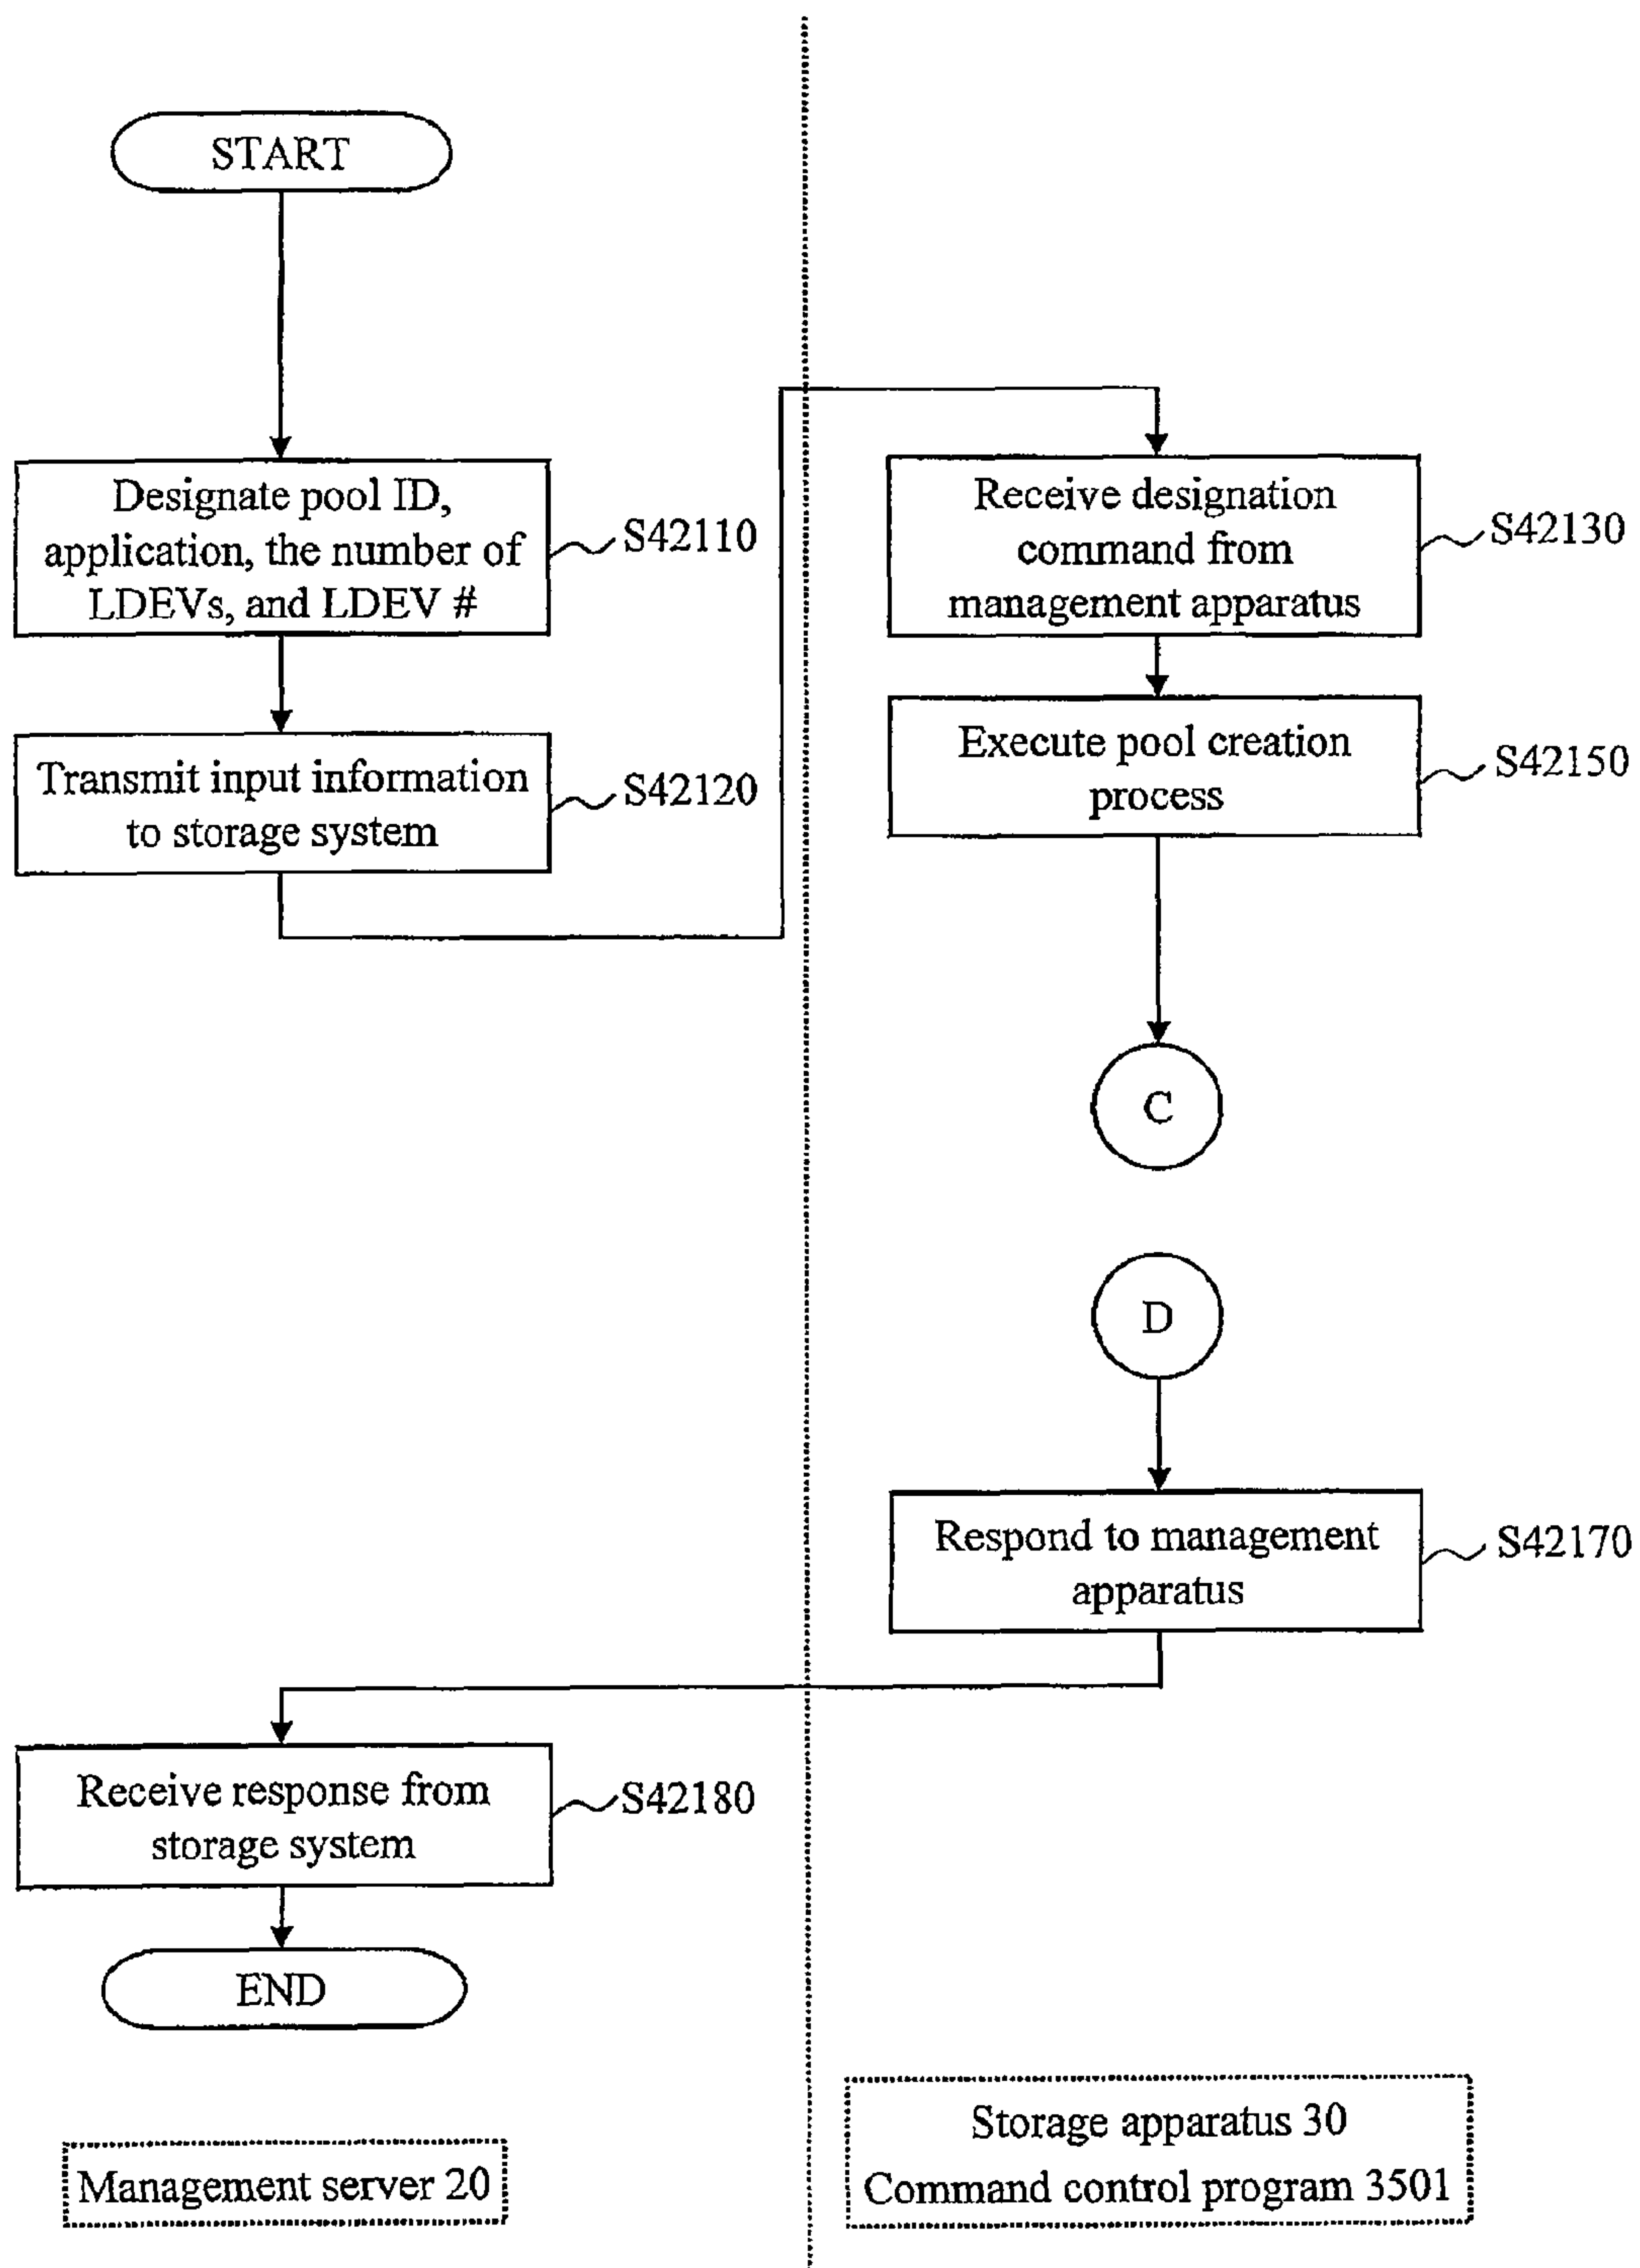 START
Designate pool ID,
application, the number of
LDEVs, and LDEV #
S42110
Transmit input information
to storage system
S42120
Receive designation
command from
management apparatus
S42130
Execute pool creation
process
S42150
C
D
Respond to management
apparatus
S42170
Receive response from
storage system
S42180
END
Management server 20
Storage apparatus 30
Command control program 3501